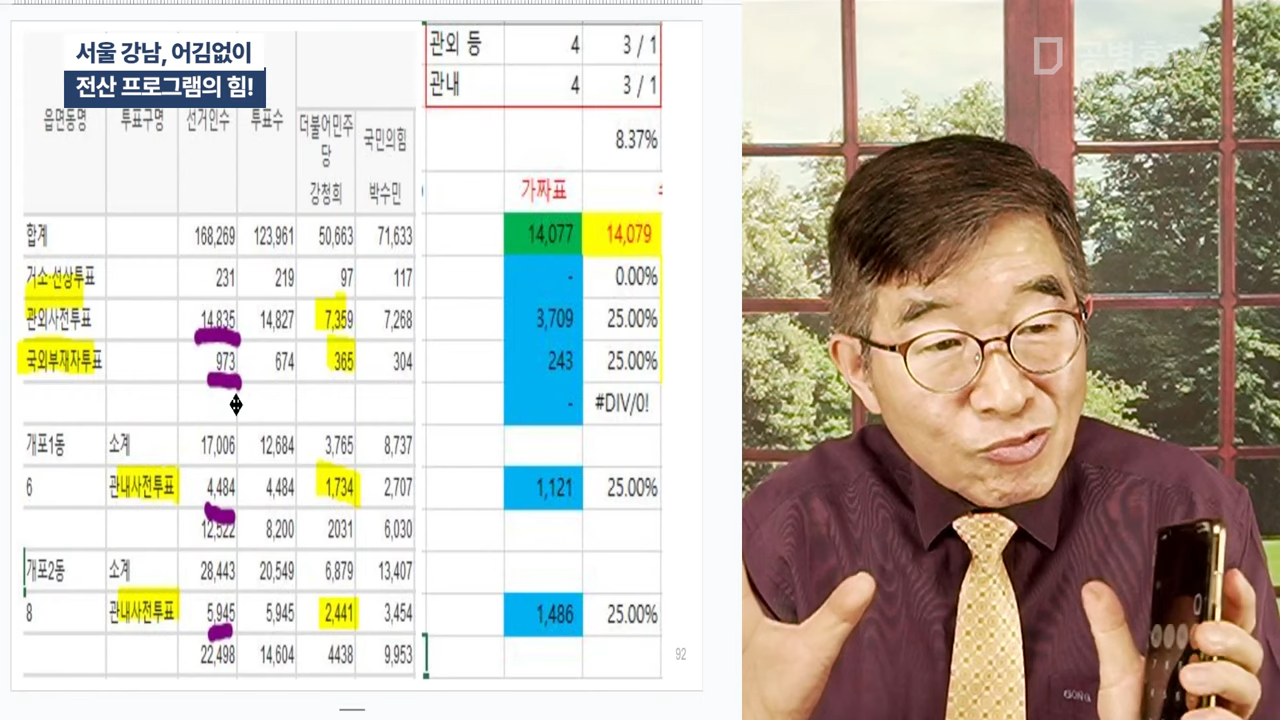 서울 강남, 어김없이
전산 프로그램의 힘!
읍면동명 투표구명 선거인수 투표수 더불어민주당 강청희 국민의힘 박수민
합계 168,269 123,961 50,663 71,633
거소·선상투표 231 219 97 117
관외사전투표 14,835 14,827 7,359 7,268
국외부재자투표 973 674 365 304
개포1동 소계 17,006 12,684 3,765 8,737
6 관내사전투표 4,484 4,484 1,734 2,707
12,522 8,200 2031 6,030
개포2동 소계 28,443 20,549 6,879 13,407
8 관내사전투표 5,945 5,945 2,441 3,454
22,498 14,604 4438 9,953
관외 등 4 3 / 1
관내 4 3 / 1
8.37%
가짜표
14,077 14,079
- 0.00%
3,709 25.00%
243 25.00%
- #DIV/0!
1,121 25.00%
1,486 25.00%
92